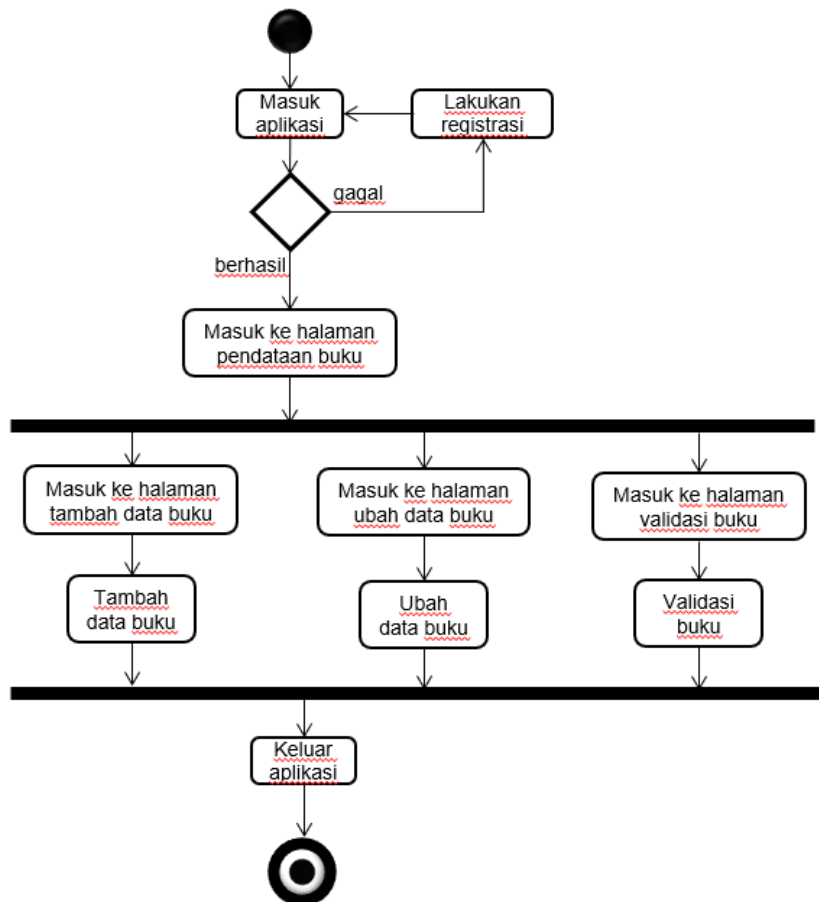 Masuk
aplikasi
Lakukan
registrasi
gagal
berhasil
Masuk ke halaman
pendataan buku
Masuk ke halaman
tambah data buku
Masuk ke halaman
ubah data buku
Masuk ke halaman
validasi buku
Tambah
data buku
Ubah
data buku
Validasi
buku
Keluar
aplikasi